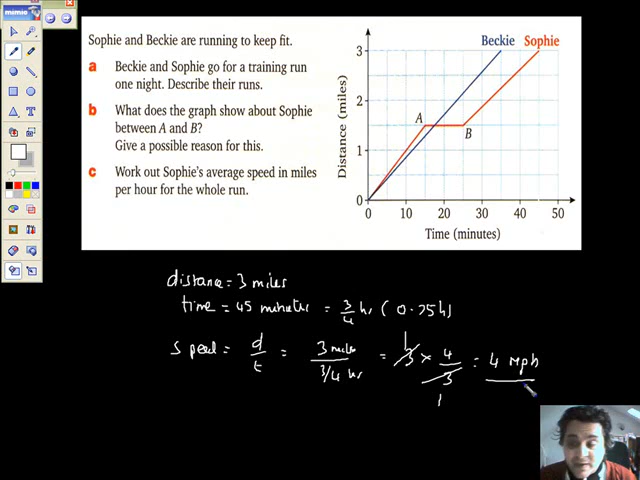 mimio
Sophie and Beckie are running to keep fit.
a Beckie and Sophie go for a training run
one night. Describe their runs.
b What does the graph show about Sophie
between A and B?
Give a possible reason for this.
c Work out Sophie's average speed in miles
per hour for the whole run.
Beckie Sophie
Distance (miles)
3
2
1
0
A
B
0 10 20 30 40 50
Time (minutes)
distance = 3 miles
time = 45 minutes = 3/4 hr (0.75h)
Speed = d/t = 3 miles / 3/4 hr = 3 × 4/3 = 4 mph
1
1